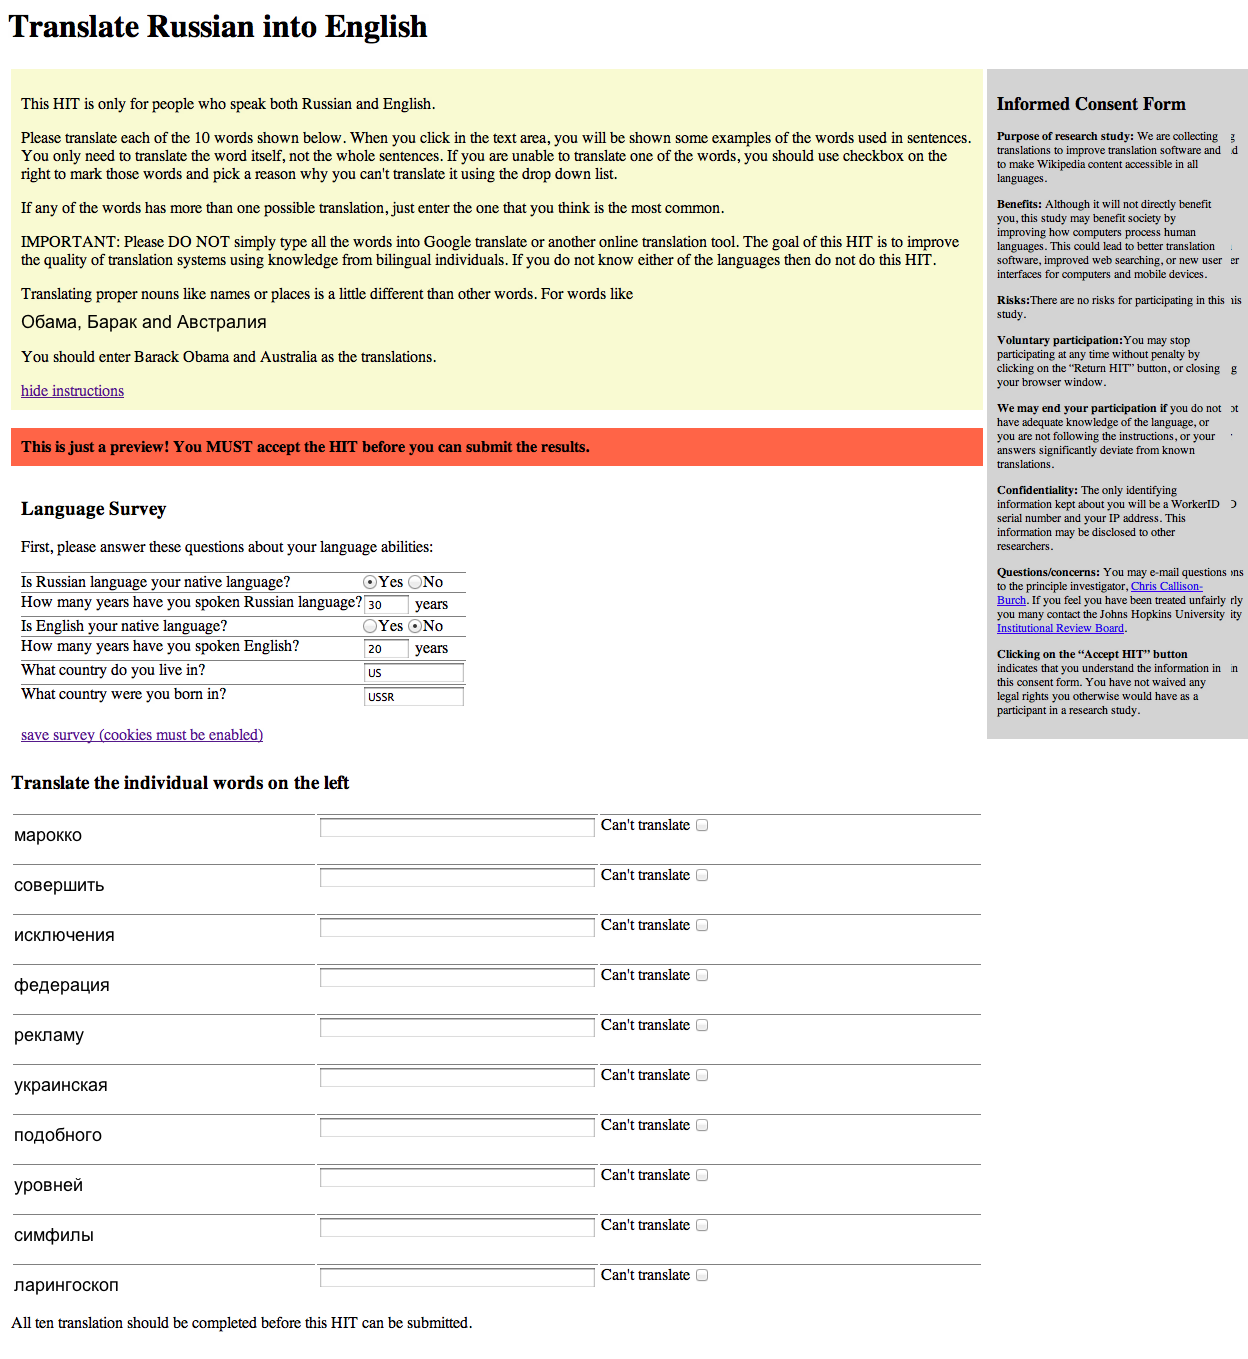 Translate Russian into English
This HIT is only for people who speak both Russian and English.
Please translate each of the 10 words shown below. When you click in the text area, you will be shown some examples of the words used in sentences.
You only need to translate the word itself, not the whole sentences. If you are unable to translate one of the words, you should use checkbox on the
right to mark those words and pick a reason why you can't translate it using the drop down list.
If any of the words has more than one possible translation, just enter the one that you think is the most common.
IMPORTANT: Please DO NOT simply type all the words into Google translate or another online translation tool. The goal of this HIT is to improve
the quality of translation systems using knowledge from bilingual individuals. If you do not know either of the languages then do not do this HIT.
Translating proper nouns like names or places is a little different than other words. For words like
Обама, Барак and Австралия
You should enter Barack Obama and Australia as the translations.
hide instructions
This is just a preview! You MUST accept the HIT before you can submit the results.
Language Survey
First, please answer these questions about your language abilities:
Is Russian language your native language? Yes No
How many years have you spoken Russian language? 30 years
Is English your native language? Yes No
How many years have you spoken English? 20 years
What country do you live in? US
What country were you born in? USSR
save survey (cookies must be enabled)
Translate the individual words on the left
марокко Can't translate
совершить Can't translate
исключения Can't translate
федерация Can't translate
рекламу Can't translate
украинская Can't translate
подобного Can't translate
уровней Can't translate
симфилы Can't translate
ларингоскоп Can't translate
All ten translation should be completed before this HIT can be submitted.
Informed Consent Form
Purpose of research study: We are collecting
translations to improve translation software and
to make Wikipedia content accessible in all
languages.
Benefits: Although it will not directly benefit
you, this study may benefit society by
improving how computers process human
languages. This could lead to better translation
software, improved web searching, or new user
interfaces for computers and mobile devices.
Risks:There are no risks for participating in this
study.
Voluntary participation:You may stop
participating at any time without penalty by
clicking on the “Return HIT” button, or closing
your browser window.
We may end your participation if you do not
have adequate knowledge of the language, or
you are not following the instructions, or your
answers significantly deviate from known
translations.
Confidentiality: The only identifying
information kept about you will be a WorkerID
serial number and your IP address. This
information may be disclosed to other
researchers.
Questions/concerns: You may e-mail questions
to the principle investigator, Chris Callison-
Burch. If you feel you have been treated unfairly
you many contact the Johns Hopkins University
Institutional Review Board.
Clicking on the “Accept HIT” button
indicates that you understand the information in
this consent form. You have not waived any
legal rights you otherwise would have as a
participant in a research study.